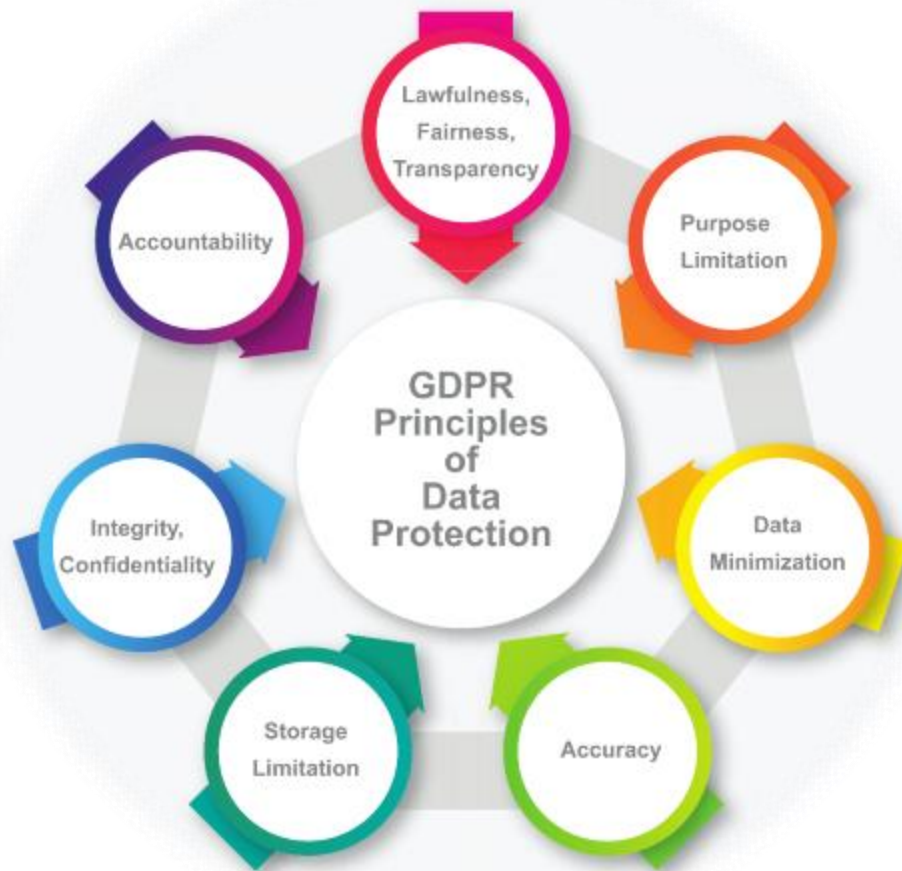 Lawfulness,
Fairness,
Transparency
Purpose
Limitation
Data
Minimization
Accuracy
Storage
Limitation
Integrity,
Confidentiality
Accountability
GDPR
Principles
of
Data
Protection